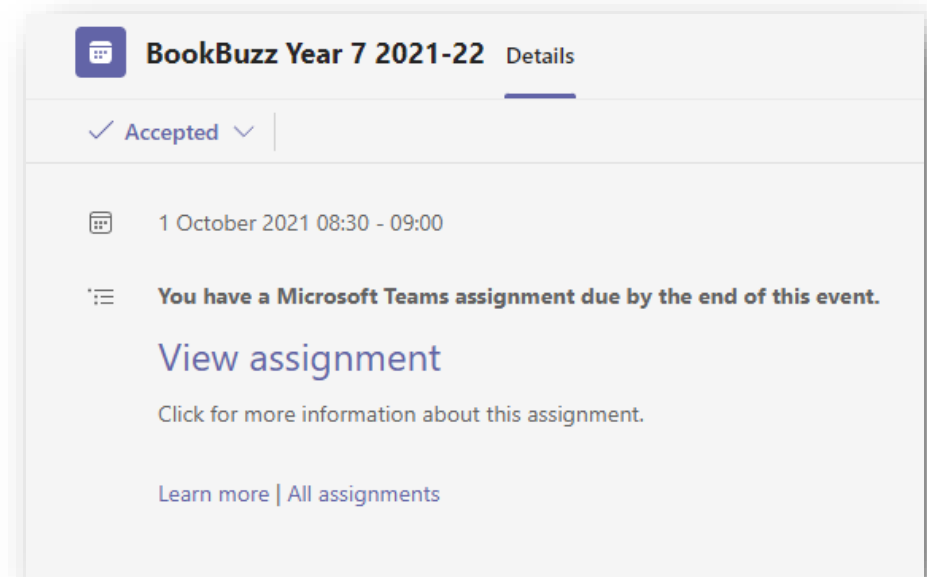 BookBuzz Year 7 2021-22 Details
Accepted
1 October 2021 08:30 - 09:00
You have a Microsoft Teams assignment due by the end of this event.
View assignment
Click for more information about this assignment.
Learn more | All assignments